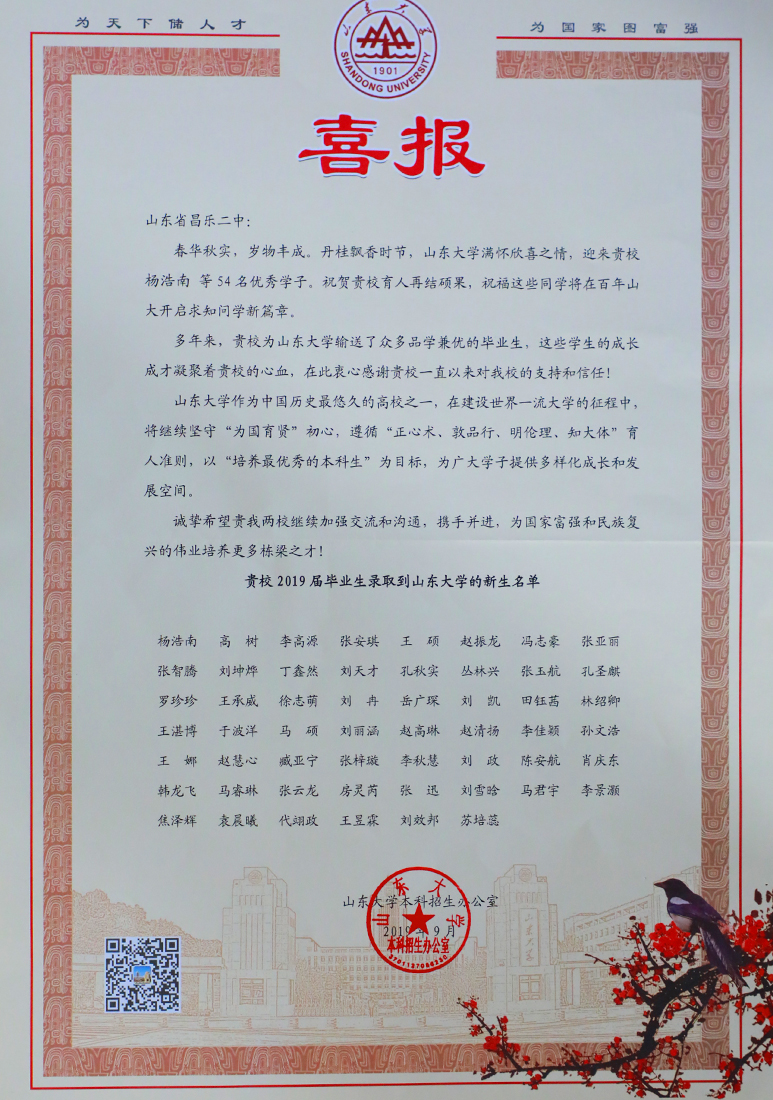 为天下储人才
为国家图富强
山东大学
1901
SHANDONG UNIVERSITY
喜报
山东省昌乐二中：
春华秋实，岁物丰成。丹桂飘香时节，山东大学满怀欣喜之情，迎来贵校
杨浩南 等54名优秀学子。祝贺贵校育人再结硕果，祝福这些同学将在百年山
大开启求知问学新篇章。
多年来，贵校为山东大学输送了众多品学兼优的毕业生，这些学生的成长
成才凝聚着贵校的心血，在此衷心感谢贵校一直以来对我校的支持和信任！
山东大学作为中国历史最悠久的高校之一，在建设世界一流大学的征程中，
将继续坚守“为国育贤”初心，遵循“正心术、敦品行、明伦理、知大体”育
人准则，以“培养最优秀的本科生”为目标，为广大学子提供多样化成长和发
展空间。
诚挚希望贵我两校继续加强交流和沟通，携手并进，为国家富强和民族复
兴的伟业培养更多栋梁之才！
贵校2019届毕业生录取到山东大学的新生名单
杨浩南 高 树 李高源 张安琪 王 硕 赵振龙 冯志豪 张亚丽
张智腾 刘坤烨 丁鑫然 刘天才 孔秋实 丛林兴 张玉航 孔圣麒
罗珍珍 王承威 徐志萌 刘 冉 岳广琛 刘 凯 田钰茜 林绍卿
王湛博 于波洋 马 硕 刘丽涵 赵高琳 赵清扬 李佳颖 孙文浩
王 娜 赵慧心 臧亚宁 张梓璇 李秋慧 刘 政 陈安航 肖庆东
韩龙飞 马睿琳 张云龙 房灵芮 张 迅 刘雪晗 马君宇 李景灏
焦泽辉 袁晨曦 代翊政 王昱霖 刘效邦 苏培蕊
山东大学本科招生办公室
2019年9月
山东大学
本科招生办公室
山东大学